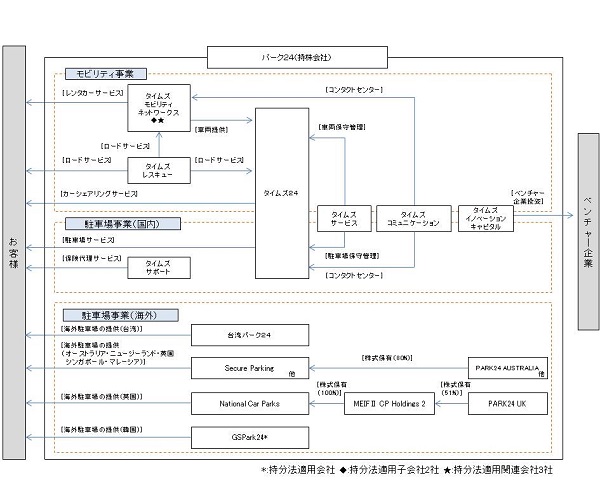 パーク24(持株会社)
モビリティ事業
[レンタカーサービス]
タイムズ
モビリティ
ネットワークス
◆★
[コンタクトセンター]
[車両提供]
[車両保守管理]
[ロードサービス]
[ロードサービス]
タイムズ
レスキュー
[ロードサービス]
タイムズ24
[カーシェアリングサービス]
[ベンチャー
企業投資]
お客様
ベンチャー企業
タイムズ
サービス
タイムズ
コミュニケーション
タイムズ
イノベーション
キャピタル
駐車場事業(国内)
[駐車場サービス]
[保険代理サービス]
タイムズ
サポート
[駐車場保守管理]
[コンタクトセンター]
駐車場事業(海外)
[海外駐車場の提供(台湾)]
台湾パーク24
[海外駐車場の提供
(オーストラリア・ニュージーランド・英国
シンガポール・マレーシア)]
Secure Parking
他
[株式保有(80%)]
PARK24 AUSTRALIA
他
[海外駐車場の提供(英国)]
National Car Parks
[株式保有
(100%)]
MEIFⅡ CP Holdings 2
[株式保有
(51%)]
PARK24 UK
[海外駐車場の提供(韓国)]
GSPark24*
*:持分法適用会社 ◆:持分法適用子会社2社 ★:持分法適用関連会社3社